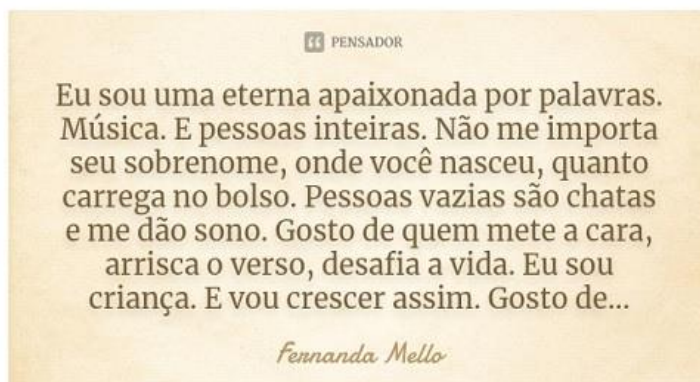 PENSADOR
Eu sou uma eterna apaixonada por palavras.
Música. E pessoas inteiras. Não me importa
seu sobrenome, onde você nasceu, quanto
carrega no bolso. Pessoas vazias são chatas
e me dão sono. Gosto de quem mete a cara,
arrisca o verso, desafia a vida. Eu sou
criança. E vou crescer assim. Gosto de...
Fernanda Mello